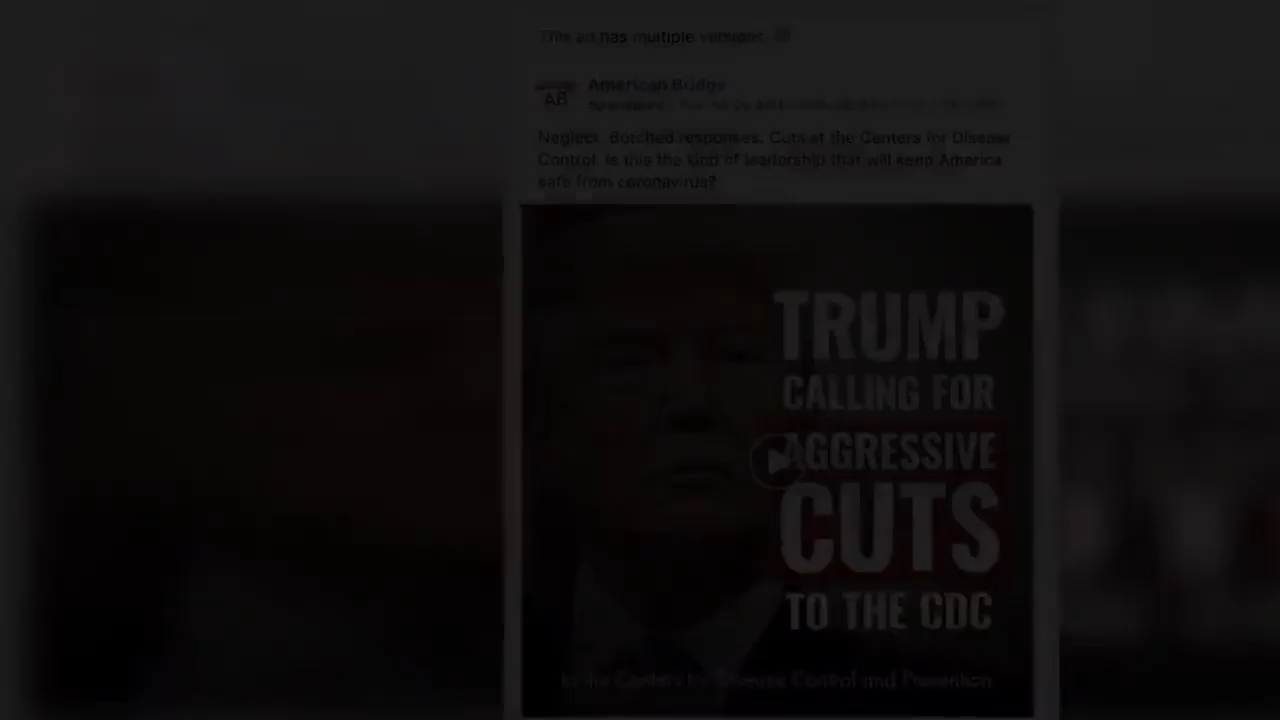 This ad has multiple versions.
American Bridge
AB
Sponsored
Neglect. Botched responses. Cuts at the Centers for Disease
Control. Is this the kind of leadership that will keep America
safe from coronavirus?
TRUMP
CALLING FOR
AGGRESSIVE
CUTS
TO THE CDC
to the Centers for Disease Control and Prevention